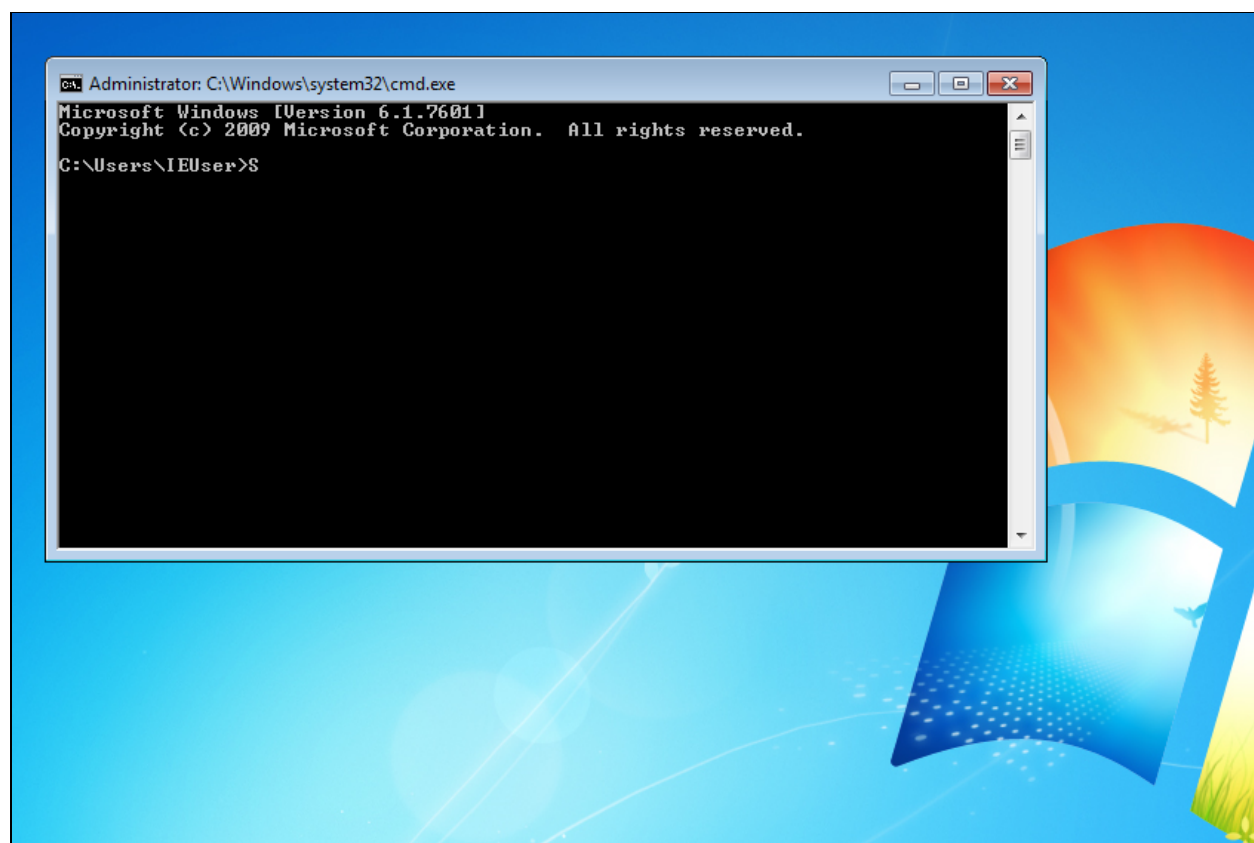 Administrator: C:\Windows\system32\cmd.exe
Microsoft Windows [Version 6.1.7601]
Copyright (c) 2009 Microsoft Corporation.  All rights reserved.
C:\Users\IEUser>S